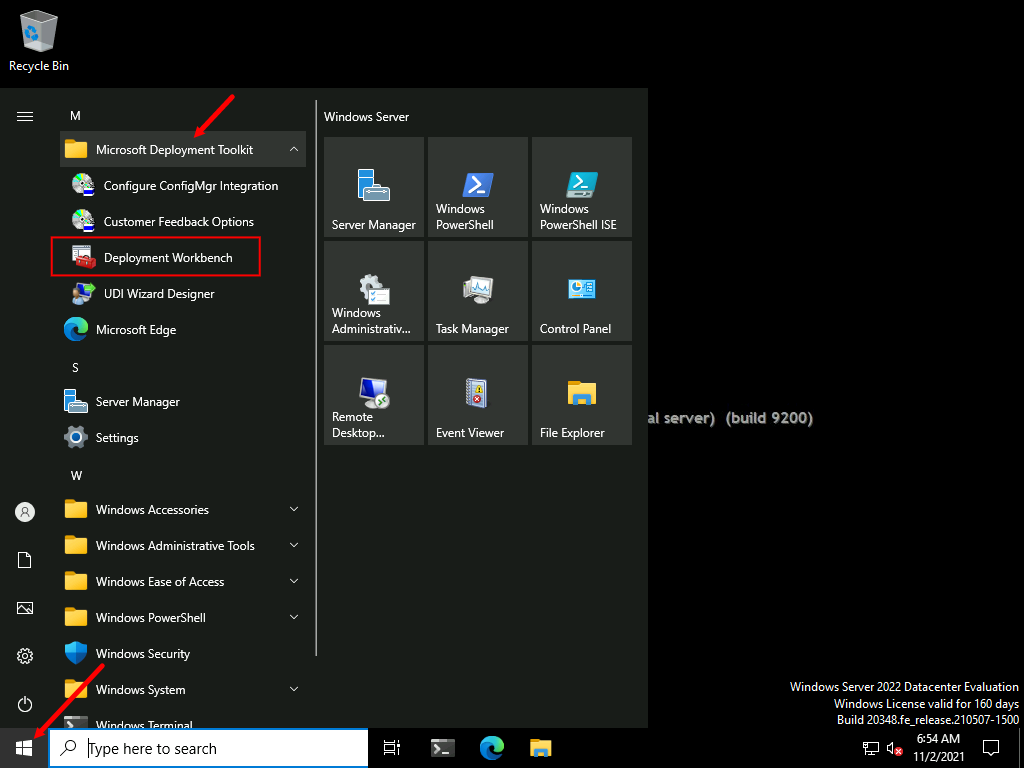 Recycle Bin
M
Microsoft Deployment Toolkit
Configure ConfigMgr Integration
Customer Feedback Options
Deployment Workbench
UDI Wizard Designer
Microsoft Edge
S
Server Manager
Settings
W
Windows Accessories
Windows Administrative Tools
Windows Ease of Access
Windows PowerShell
Windows Security
Windows System
Windows Terminal
Windows Server
Server Manager
Windows
PowerShell
Windows
PowerShell ISE
Windows
Administrativ...
Task Manager
Control Panel
Remote
Desktop...
Event Viewer
File Explorer
al server) (build 9200)
Windows Server 2022 Datacenter Evaluation
Windows License valid for 160 days
Build 20348.fe_release.210507-1500
Type here to search
6:54 AM
11/2/2021